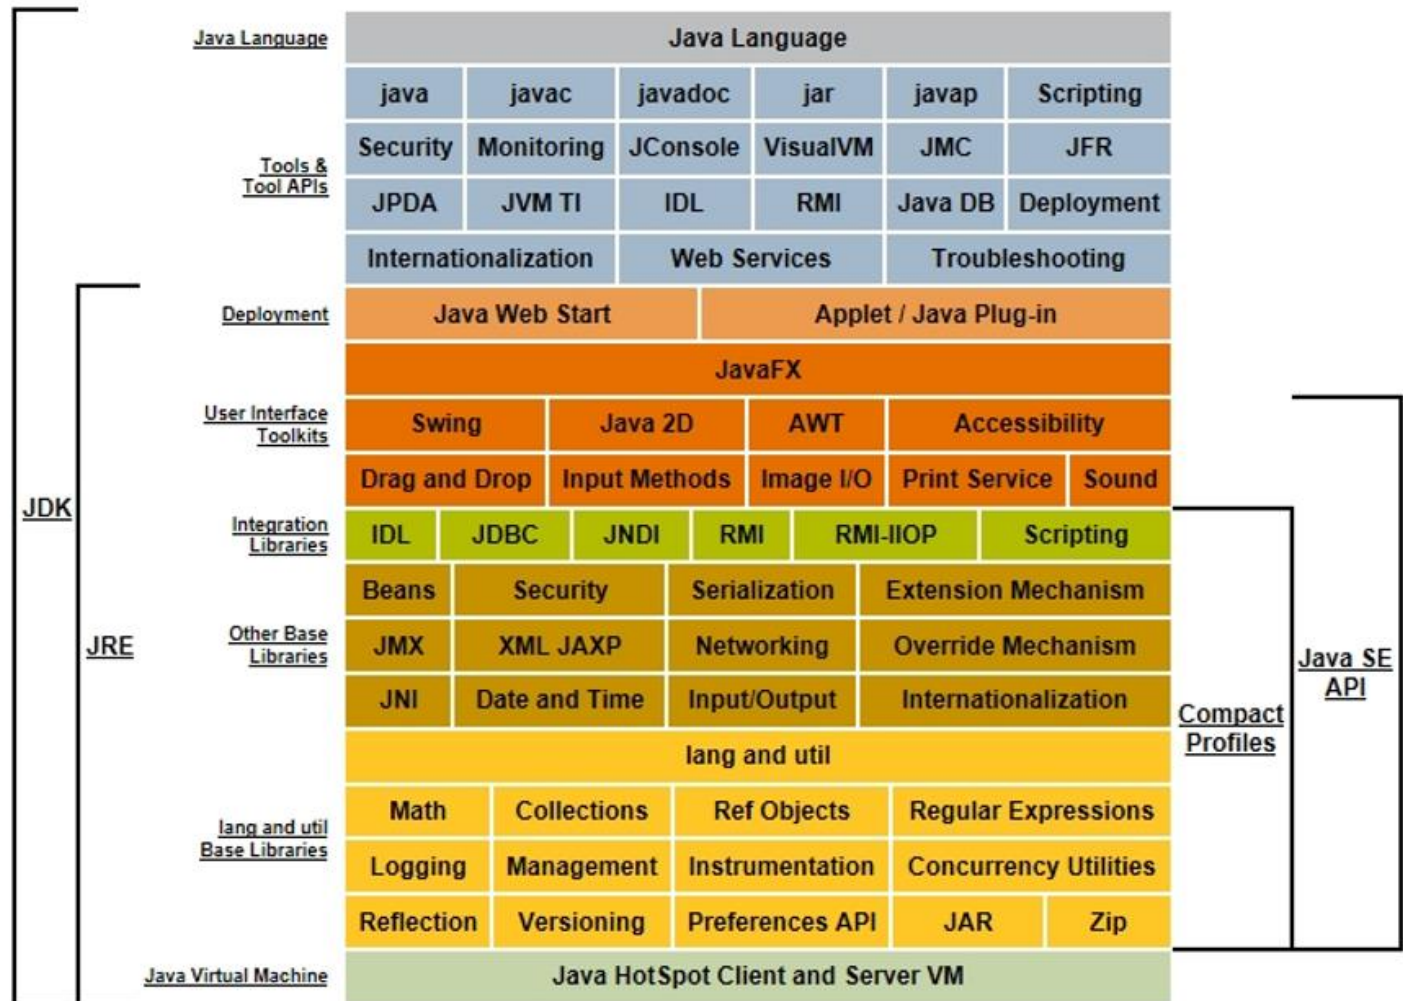 Java Language Java Language
java javac javadoc jar javap Scripting
Security Monitoring JConsole VisualVM JMC JFR
Tools &
Tool APIs
JPDA JVM TI IDL RMI Java DB Deployment
Internationalization Web Services Troubleshooting
Deployment Java Web Start Applet / Java Plug-in
JavaFX
User Interface
Toolkits
Swing Java 2D AWT Accessibility
Drag and Drop Input Methods Image I/O Print Service Sound
JDK
Integration
Libraries
IDL JDBC JNDI RMI RMI-IIOP Scripting
Beans Security Serialization Extension Mechanism
JRE
Other Base
Libraries
JMX XML JAXP Networking Override Mechanism
Java SE
API
JNI Date and Time Input/Output Internationalization
Compact
Profiles
lang and util
Math Collections Ref Objects Regular Expressions
lang and util
Base Libraries
Logging Management Instrumentation Concurrency Utilities
Reflection Versioning Preferences API JAR Zip
Java Virtual Machine Java HotSpot Client and Server VM